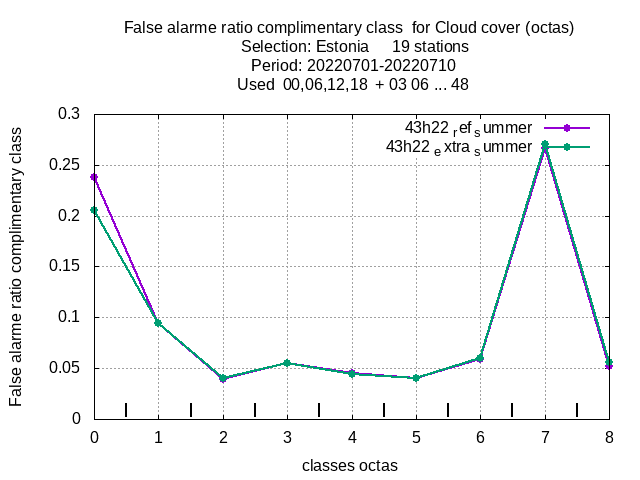 False alarme ratio complimentary class for Cloud cover (octas)
Selection: Estonia 19 stations
Period: 20220701-20220710
Used 00,06,12,18 + 03 06 ... 48
43h22 ref summer
43h22 extra summer
0.3
0.25
0.2
0.15
0.1
0.05
0
0 1 2 3 4 5 6 7 8
False alarme ratio complimentary class
classes octas